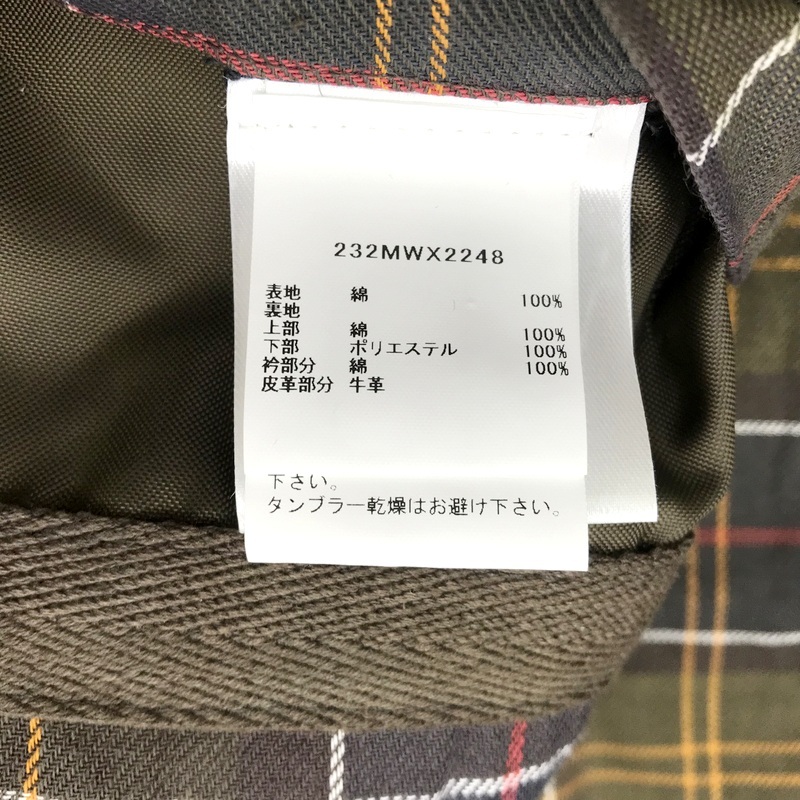 232MWX2248
表地 綿 100%
裏地
上部 綿 100%
下部 ポリエステル 100%
衿部分 綿 100%
皮革部分 牛革
下さい。
タンブラー乾燥はお避け下さい。